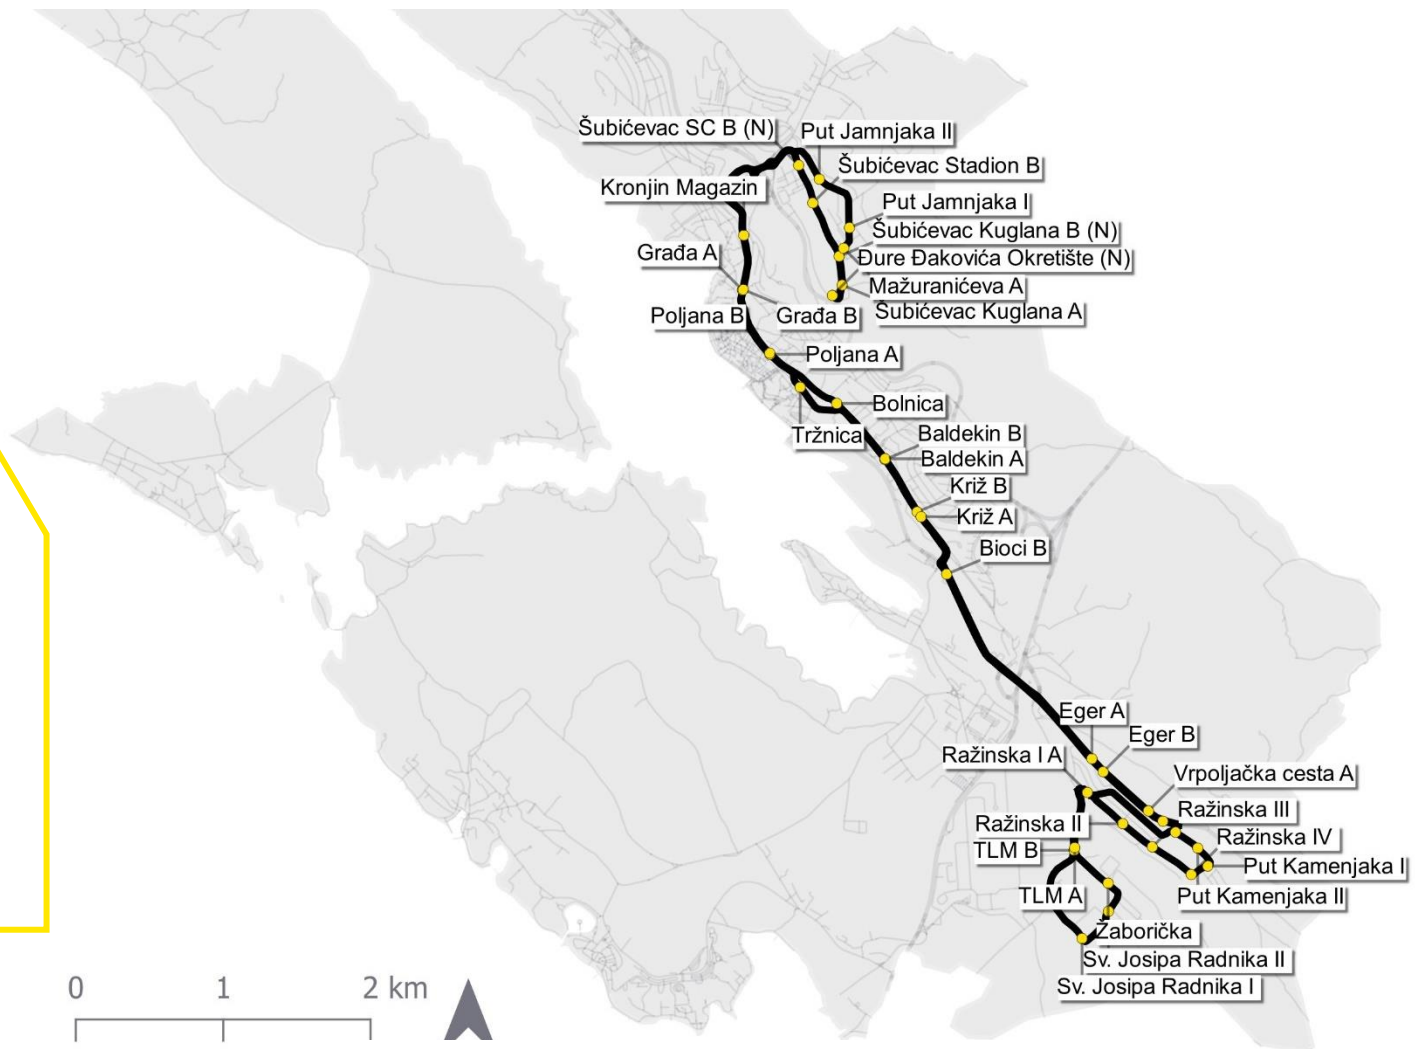 Šubićevac SC B (N)
Put Jamnjaka II
Šubićevac Stadion B
Kronjin Magazin
Put Jamnjaka I
Šubićevac Kuglana B (N)
Građa A
Đure Đakovića Okretište (N)
Mažuranićeva A
Poljana B
Građa B
Šubićevac Kuglana A
Poljana A
Bolnica
Tržnica
Baldekin B
Baldekin A
Križ B
Križ A
Bioci B
Eger A
Eger B
Ražinska I A
Vrpoljačka cesta A
Ražinska III
Ražinska II
Ražinska IV
TLM B
Put Kamenjaka I
TLM A
Put Kamenjaka II
Žaborička
Sv. Josipa Radnika II
Sv. Josipa Radnika I
0 1 2 km